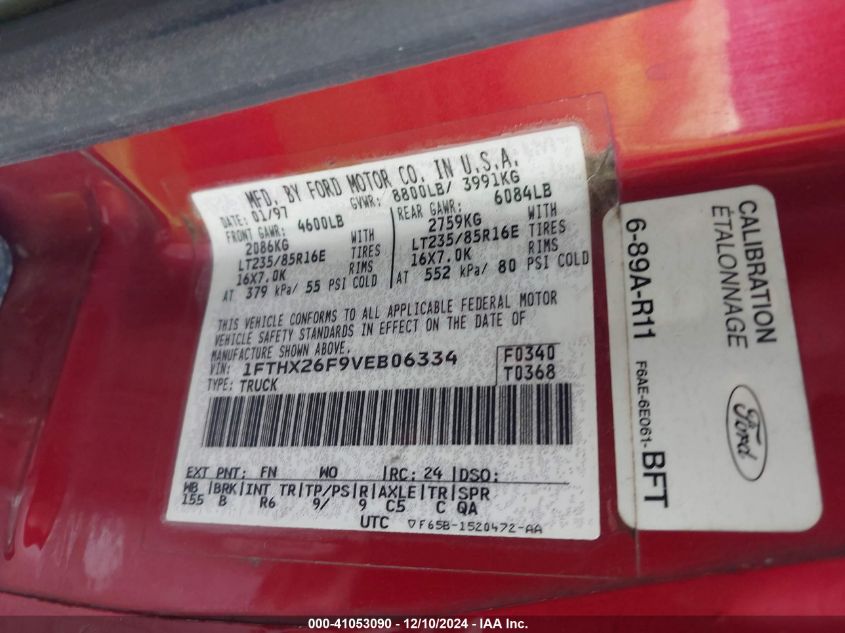 MFD. BY FORD MOTOR CO. IN U.S.A.
DATE: 01/97 GVWR: 8800LB/ 3991KG
FRONT GAWR: 4600LB REAR GAWR: 6084LB
2086KG WITH 2759KG WITH
LT235/85R16E TIRES LT235/85R16E TIRES
16X7.0K RIMS 16X7.0K RIMS
AT 379 kPa/ 55 PSI COLD AT 552 kPa/ 80 PSI COLD
THIS VEHICLE CONFORMS TO ALL APPLICABLE FEDERAL MOTOR
VEHICLE SAFETY STANDARDS IN EFFECT ON THE DATE OF
MANUFACTURE SHOWN ABOVE.
VIN: 1FTHX26F9VEB06334 F0340
TYPE: TRUCK T0368
EXT PNT: FN WO RC: 24 DSO:
WB BRK INT TR TP/PS R AXLE TR SPR
155 B R6 9/ 9 C5 C QA
UTC F65B-1520472-AA
CALIBRATION
ÉTALONNAGE
6-89A-R11
F6AE-6E061-BFT
Ford
000-41053090 - 12/10/2024 - IAA Inc.